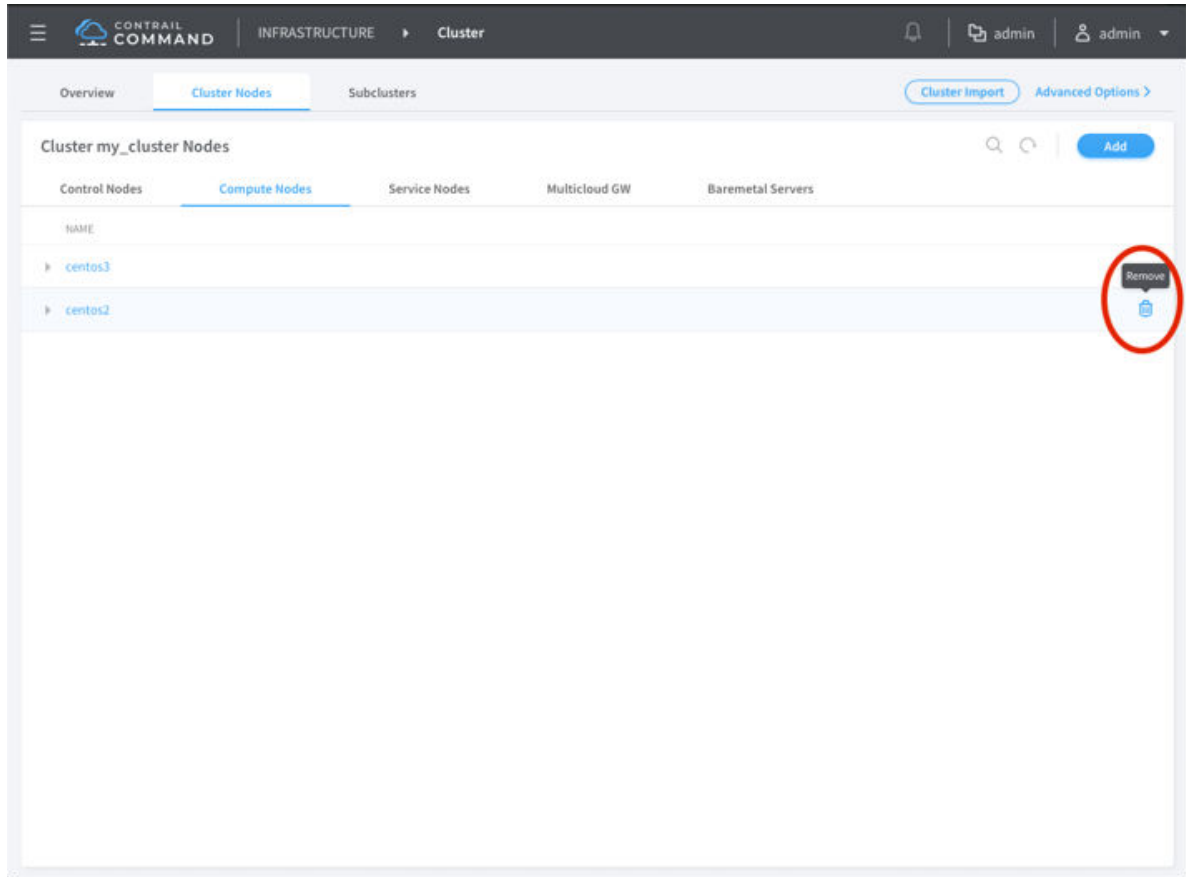 CONTRAIL
COMMAND
INFRASTRUCTURE Cluster admin admin
Overview Cluster Nodes Subclusters Cluster Import Advanced Options >
Cluster my_cluster Nodes Add
Control Nodes Compute Nodes Service Nodes Multicloud GW Baremetal Servers
NAME
centos3
Remove
centos2